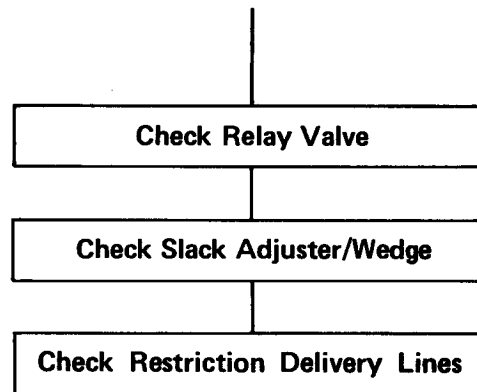 Check Relay Valve
Check Slack Adjuster/Wedge
Check Restriction Delivery Lines